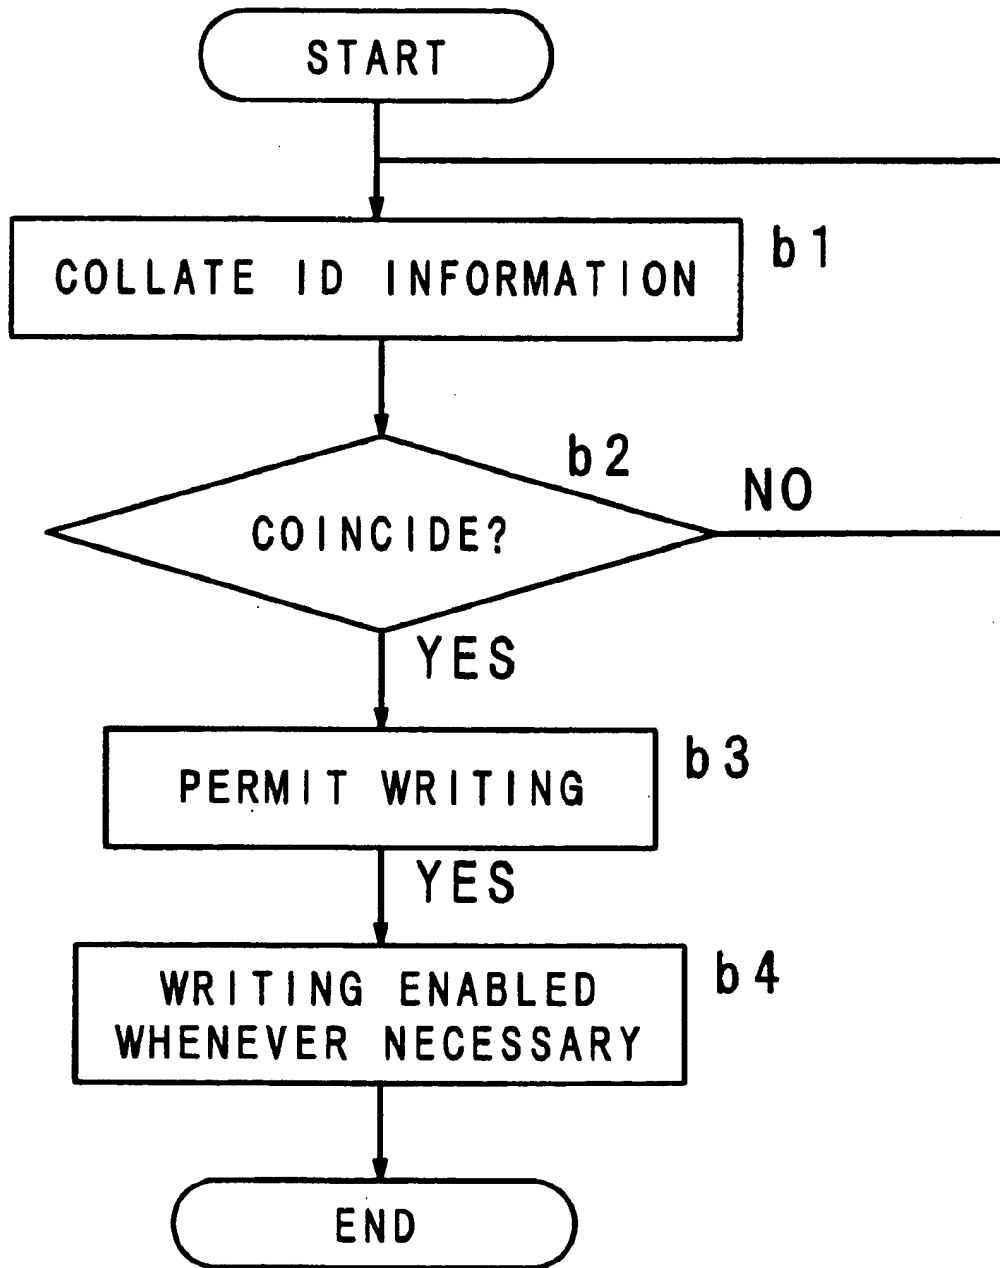 START
COLLATE ID INFORMATION
b1
b2
NO
COINCIDE?
YES
PERMIT WRITING
b3
YES
WRITING ENABLED
WHENEVER NECESSARY
b4
END